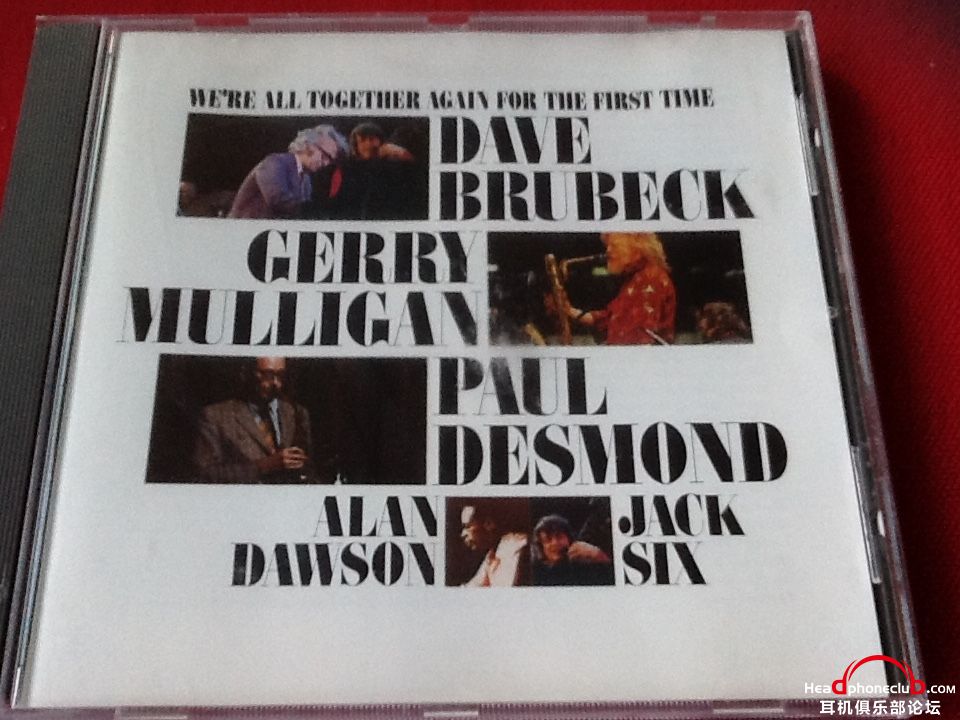 WE'RE ALL TOGETHER AGAIN FOR THE FIRST TIME
DAVE
BRUBECK
GERRY
MULLIGAN
PAUL
DESMOND
ALAN
DAWSON
JACK
SIX
Headphoneclub.com
耳机俱乐部论坛